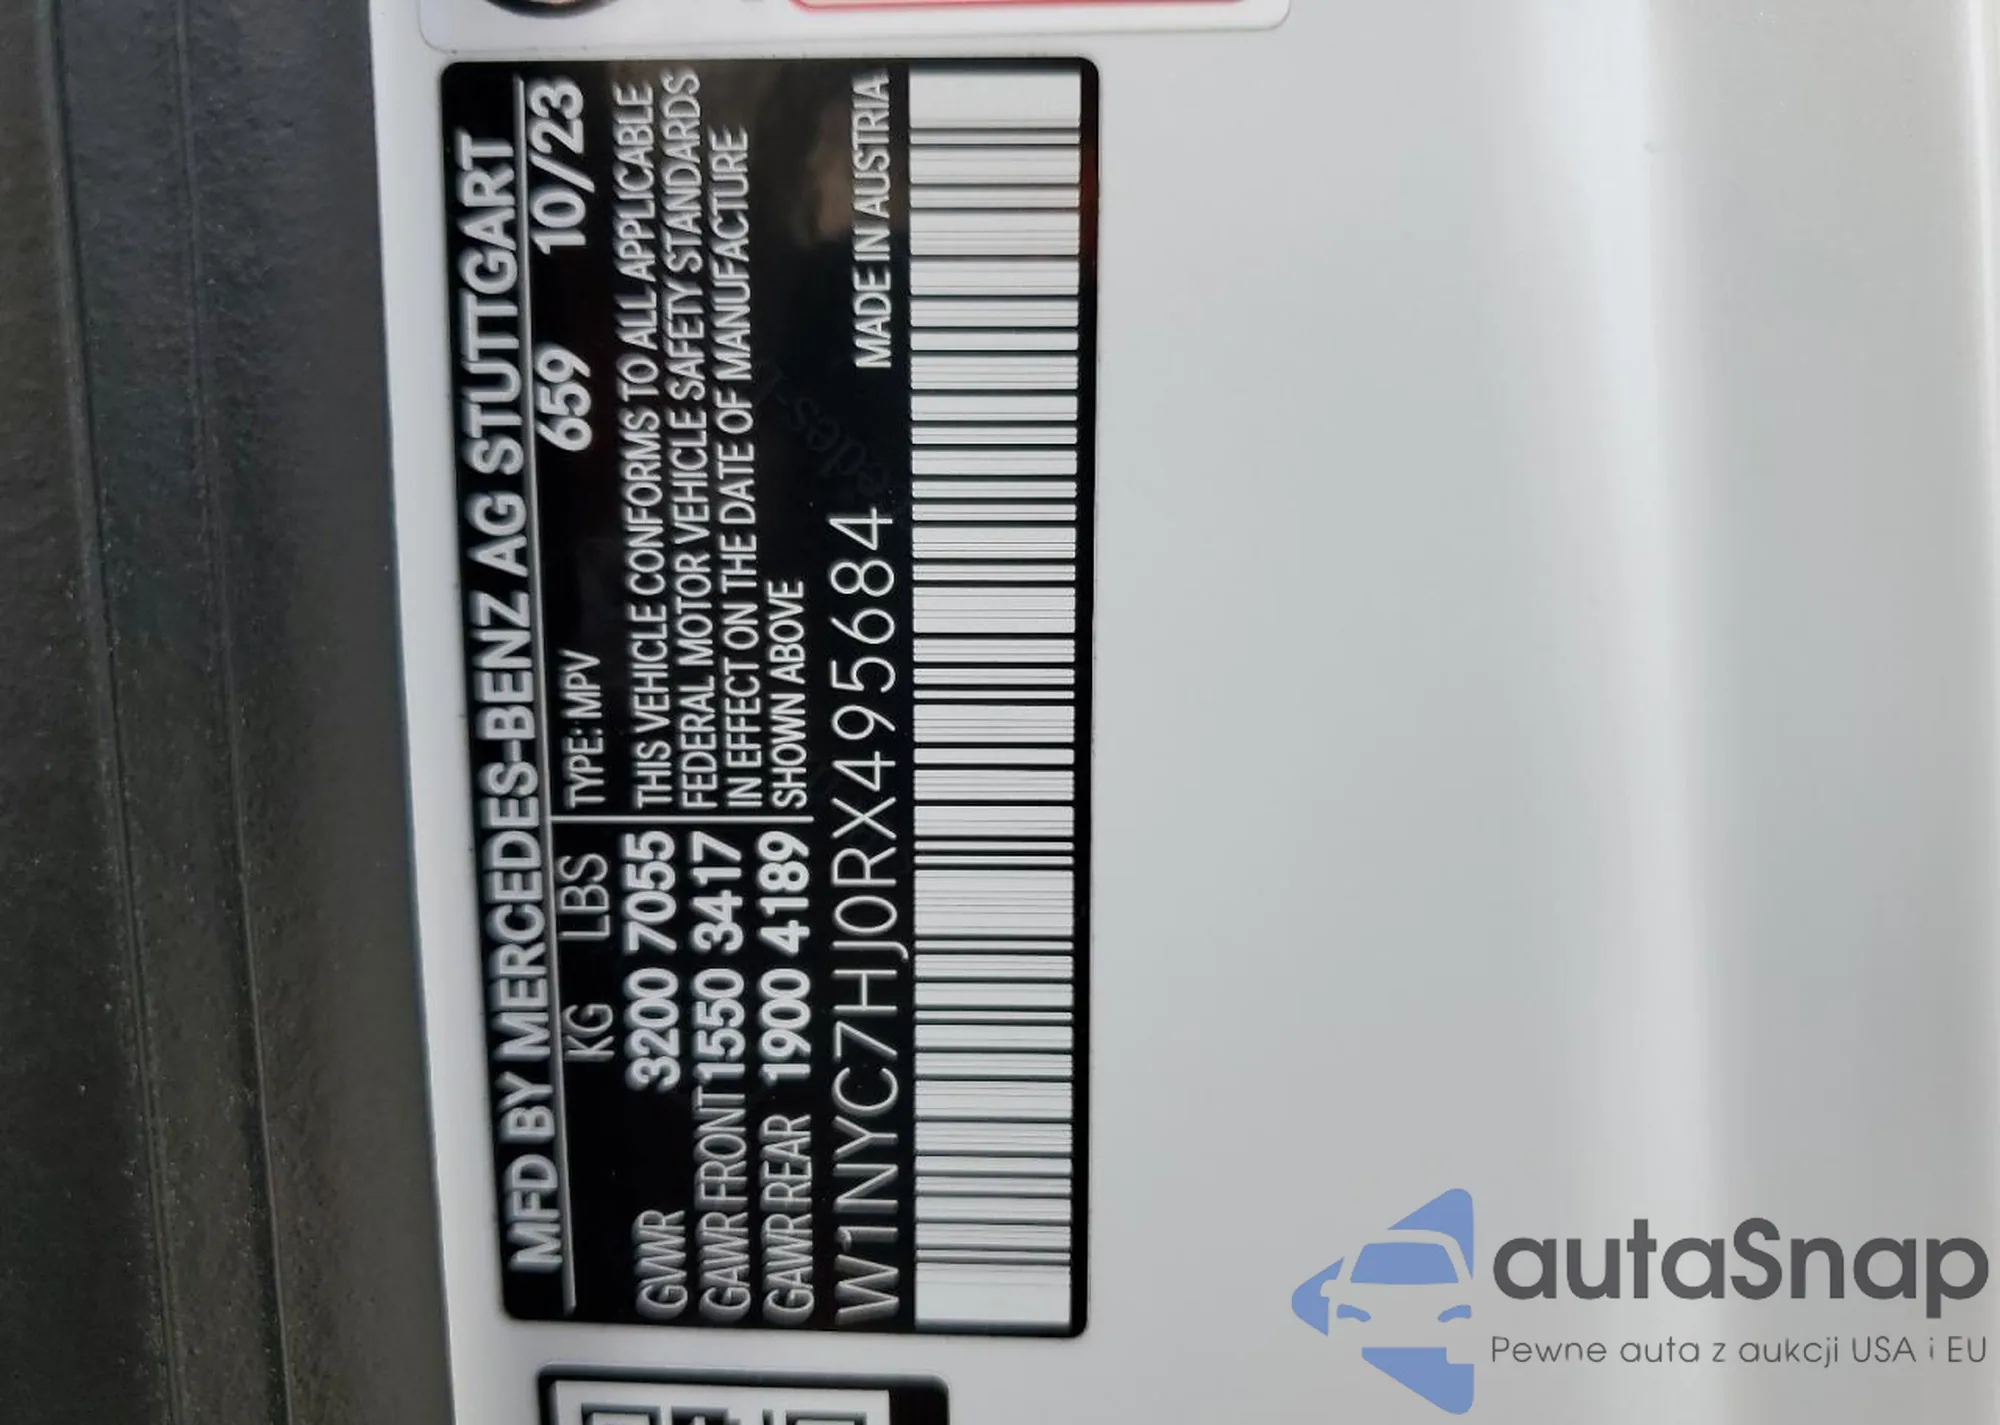 MFD BY MERCEDES-BENZ AG STUTTGART
KG LBS TYPE: MPV 659 10/23
GVWR 3200 7055 THIS VEHICLE CONFORMS TO ALL APPLICABLE
GAWR FRONT 1550 3417 FEDERAL MOTOR VEHICLE SAFETY STANDARDS
IN EFFECT ON THE DATE OF MANUFACTURE
GAWR REAR 1900 4189 SHOWN ABOVE
W1NYC7HJ0RX495684 MADE IN AUSTRIA
autaSnap
Pewne auta z aukcji USA i EU